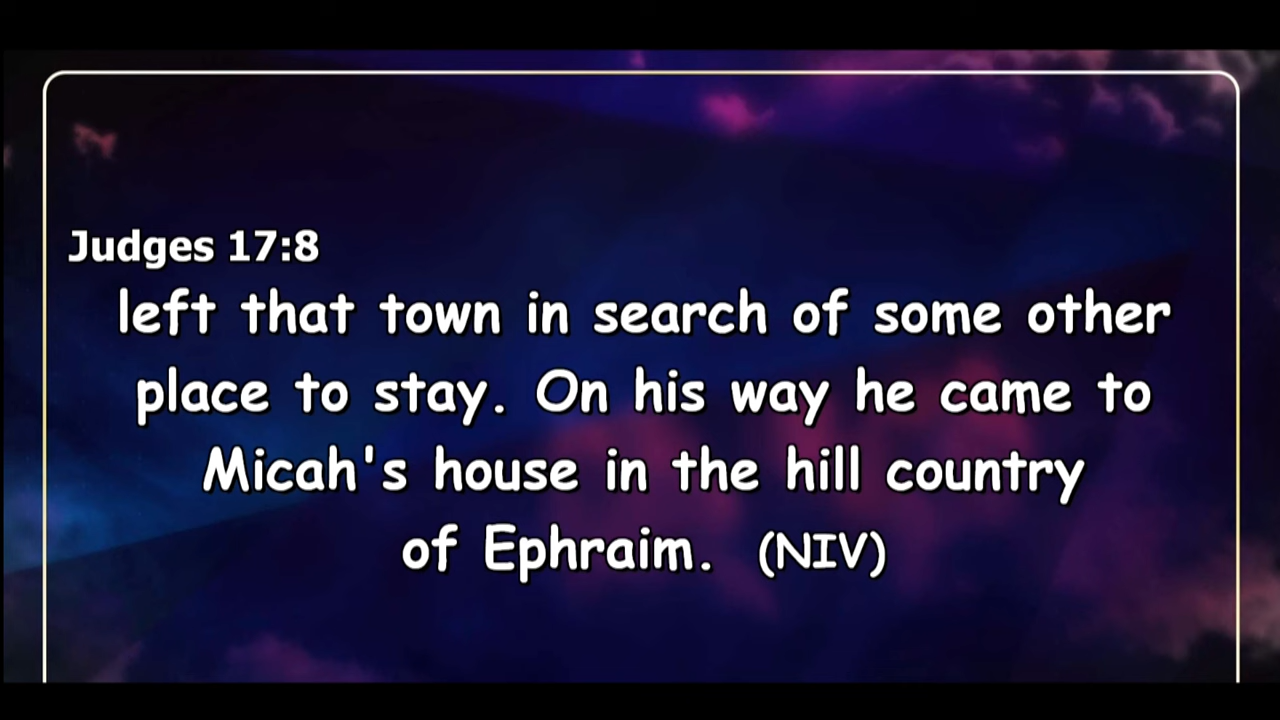 Judges 17:8
left that town in search of some other
place to stay. On his way he came to
Micah's house in the hill country
of Ephraim. (NIV)